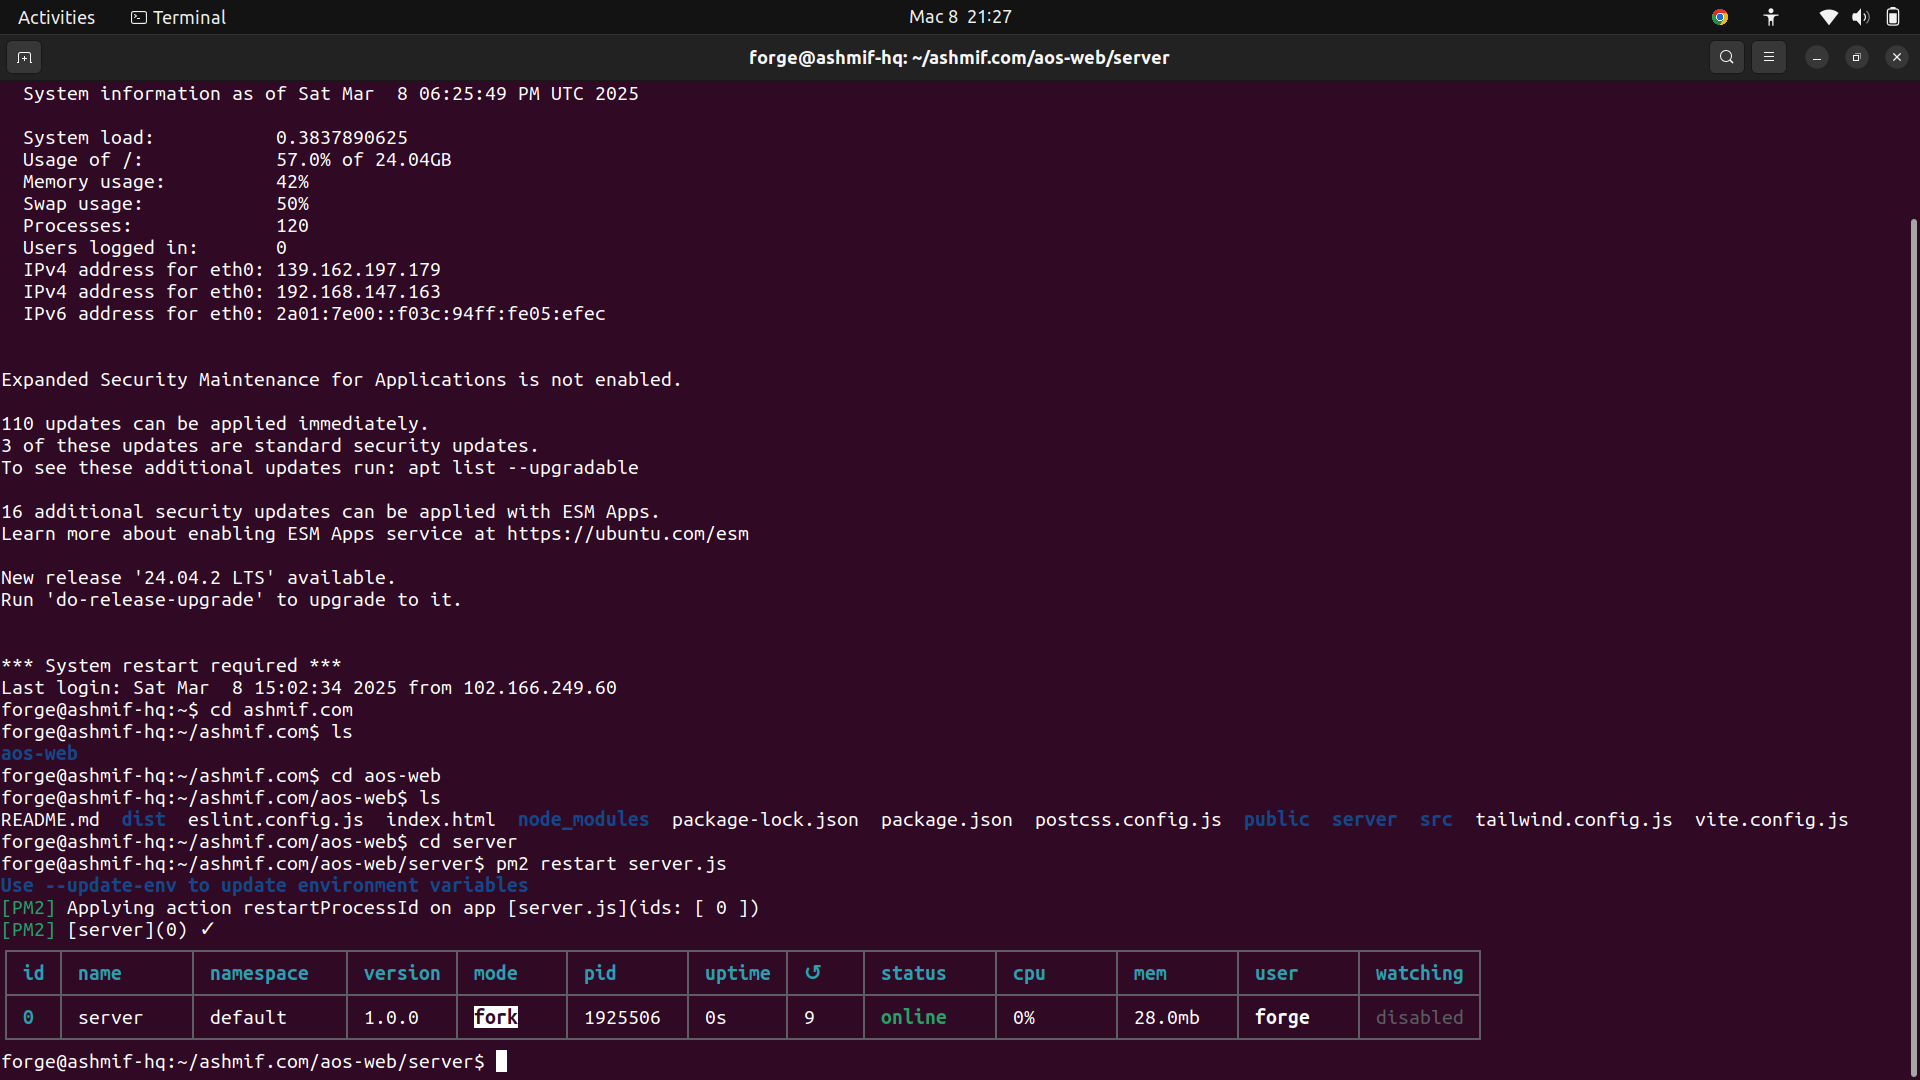 Activities Terminal Mac 8 21:27
forge@ashmif-hq: ~/ashmif.com/aos-web/server
System information as of Sat Mar  8 06:25:49 PM UTC 2025
System load: 0.3837890625
Usage of /: 57.0% of 24.04GB
Memory usage: 42%
Swap usage: 50%
Processes: 120
Users logged in: 0
IPv4 address for eth0: 139.162.197.179
IPv4 address for eth0: 192.168.147.163
IPv6 address for eth0: 2a01:7e00::f03c:94ff:fe05:efec
Expanded Security Maintenance for Applications is not enabled.
110 updates can be applied immediately.
3 of these updates are standard security updates.
To see these additional updates run: apt list --upgradable
16 additional security updates can be applied with ESM Apps.
Learn more about enabling ESM Apps service at https://ubuntu.com/esm
New release '24.04.2 LTS' available.
Run 'do-release-upgrade' to upgrade to it.
*** System restart required ***
Last login: Sat Mar  8 15:02:34 2025 from 102.166.249.60
forge@ashmif-hq:~$ cd ashmif.com
forge@ashmif-hq:~/ashmif.com$ ls
aos-web
forge@ashmif-hq:~/ashmif.com$ cd aos-web
forge@ashmif-hq:~/ashmif.com/aos-web$ ls
README.md  dist  eslint.config.js  index.html  node_modules  package-lock.json  package.json  postcss.config.js  public  server  src  tailwind.config.js  vite.config.js
forge@ashmif-hq:~/ashmif.com/aos-web$ cd server
forge@ashmif-hq:~/ashmif.com/aos-web/server$ pm2 restart server.js
Use --update-env to update environment variables
[PM2] Applying action restartProcessId on app [server.js](ids: [ 0 ])
[PM2] [server](0) ✓
id name namespace version mode pid uptime ↺ status cpu mem user watching
0 server default 1.0.0 fork 1925506 0s 9 online 0% 28.0mb forge disabled
forge@ashmif-hq:~/ashmif.com/aos-web/server$